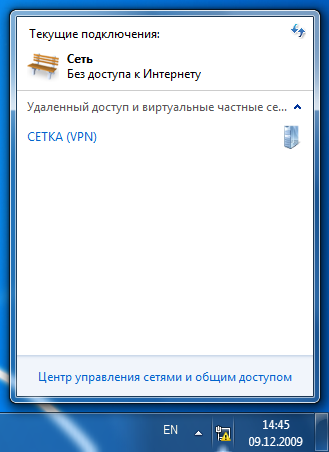 Текущие подключения:
Сеть
Без доступа к Интернету
Удаленный доступ и виртуальные частные се...
СЕТКА (VPN)
Центр управления сетями и общим доступом
EN
14:45
09.12.2009